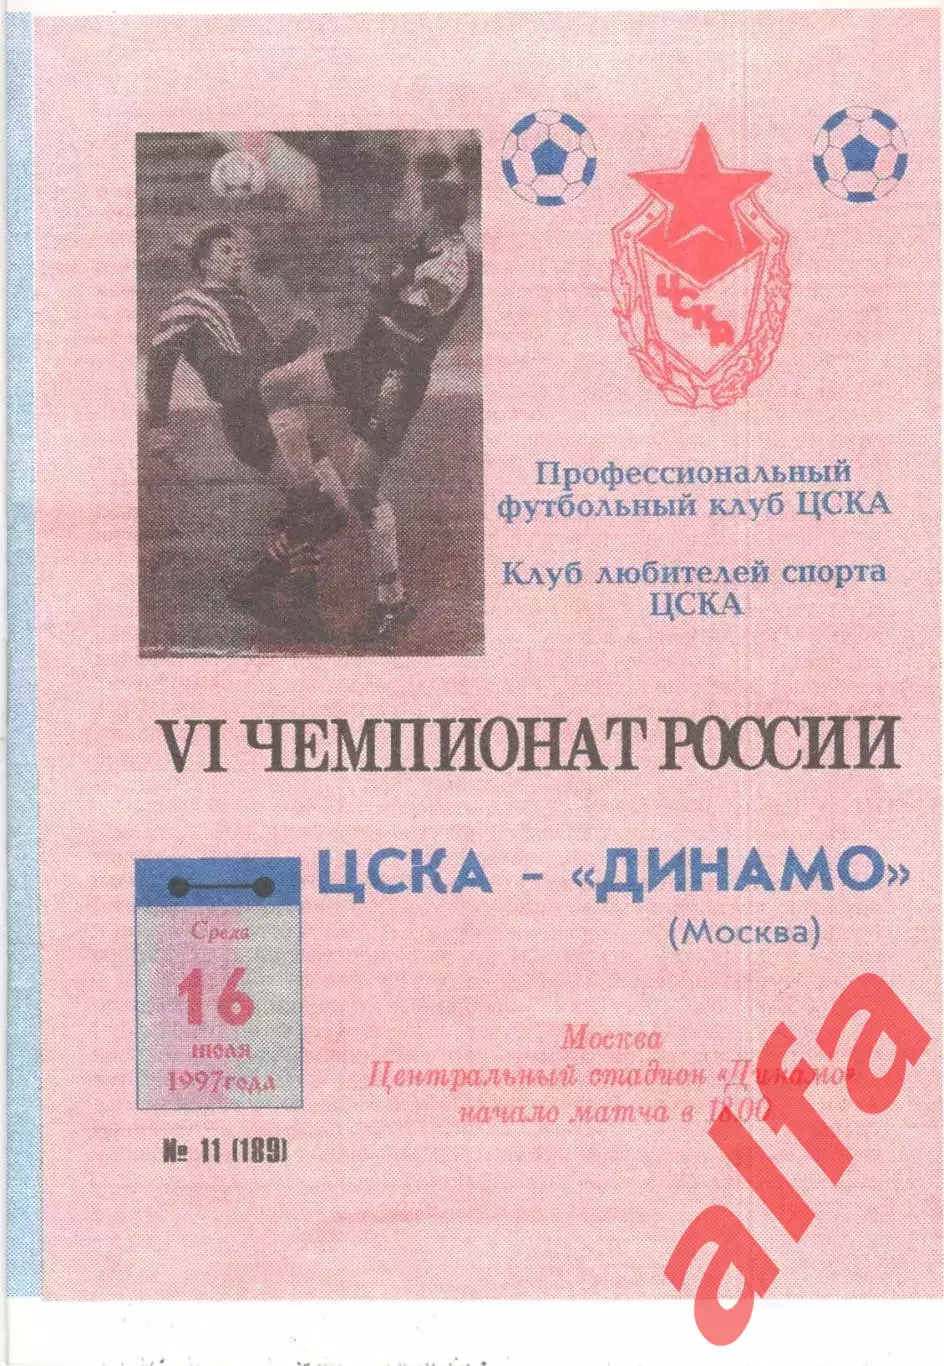 ЦСКА
Профессиональный
футбольный клуб ЦСКА
Клуб любителей спорта
ЦСКА
VI ЧЕМПИОНАТ РОССИИ
ЦСКА - «ДИНАМО»
(Москва)
Среда
16
июля
1997 года
№ 11 (189)
Москва
Центральный стадион «Динамо»
начало матча в 18.00
alfa